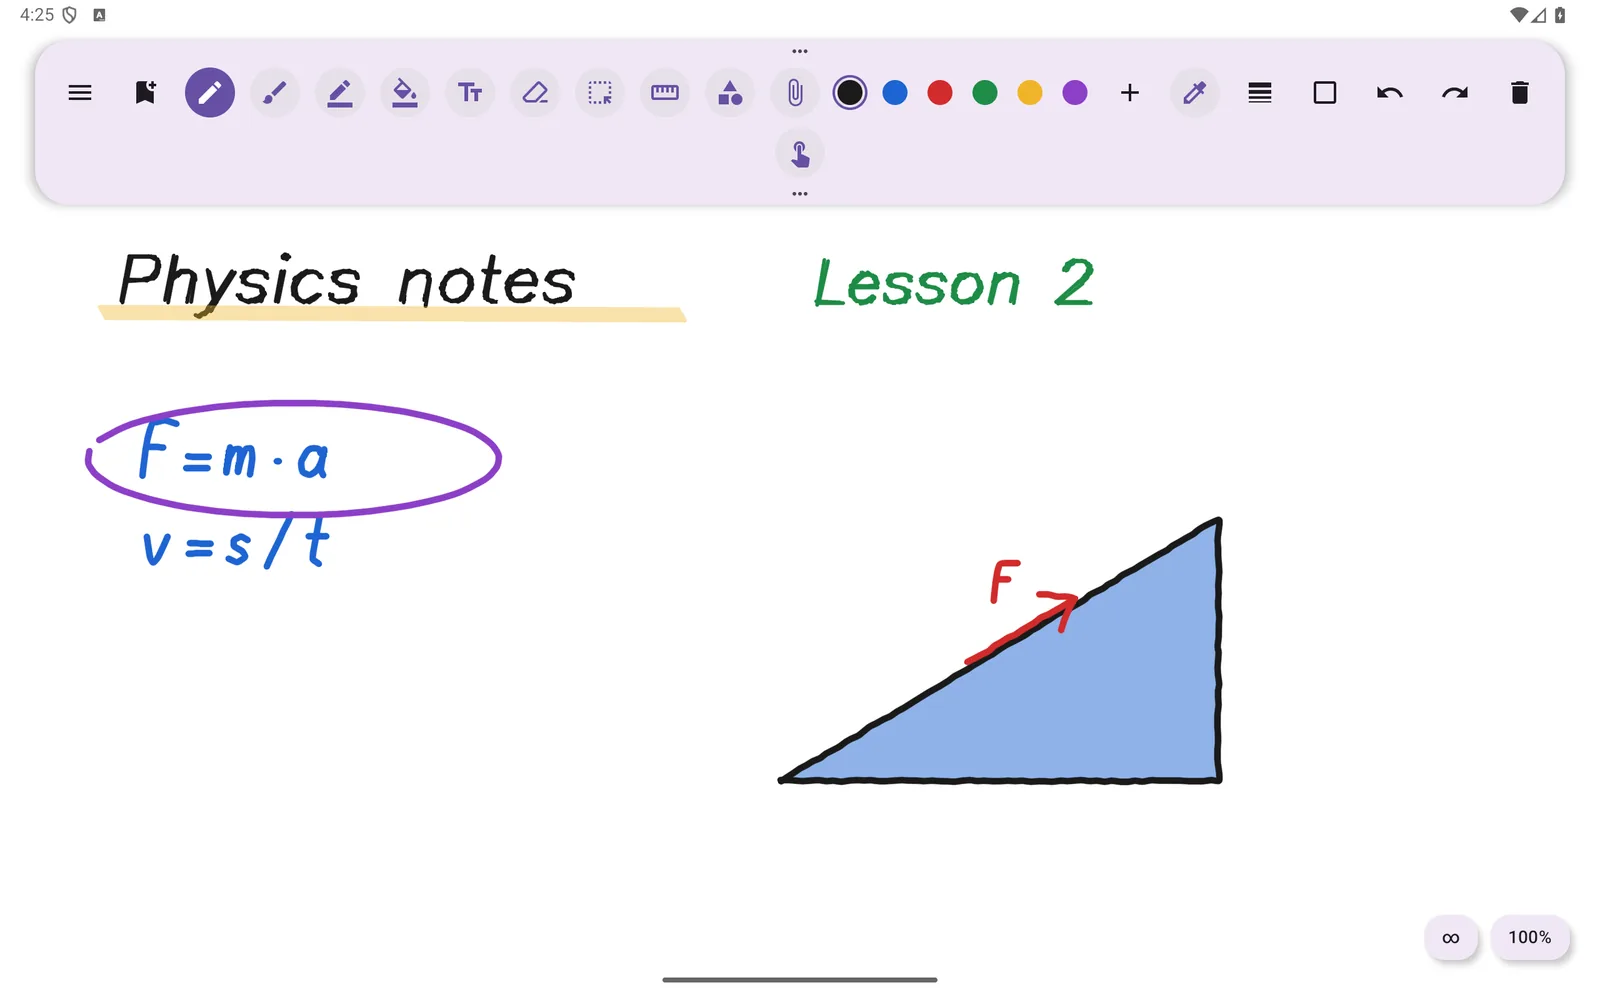 4:25
Physics notes
Lesson 2
F = m · a
v = s / t
F
∞
100%